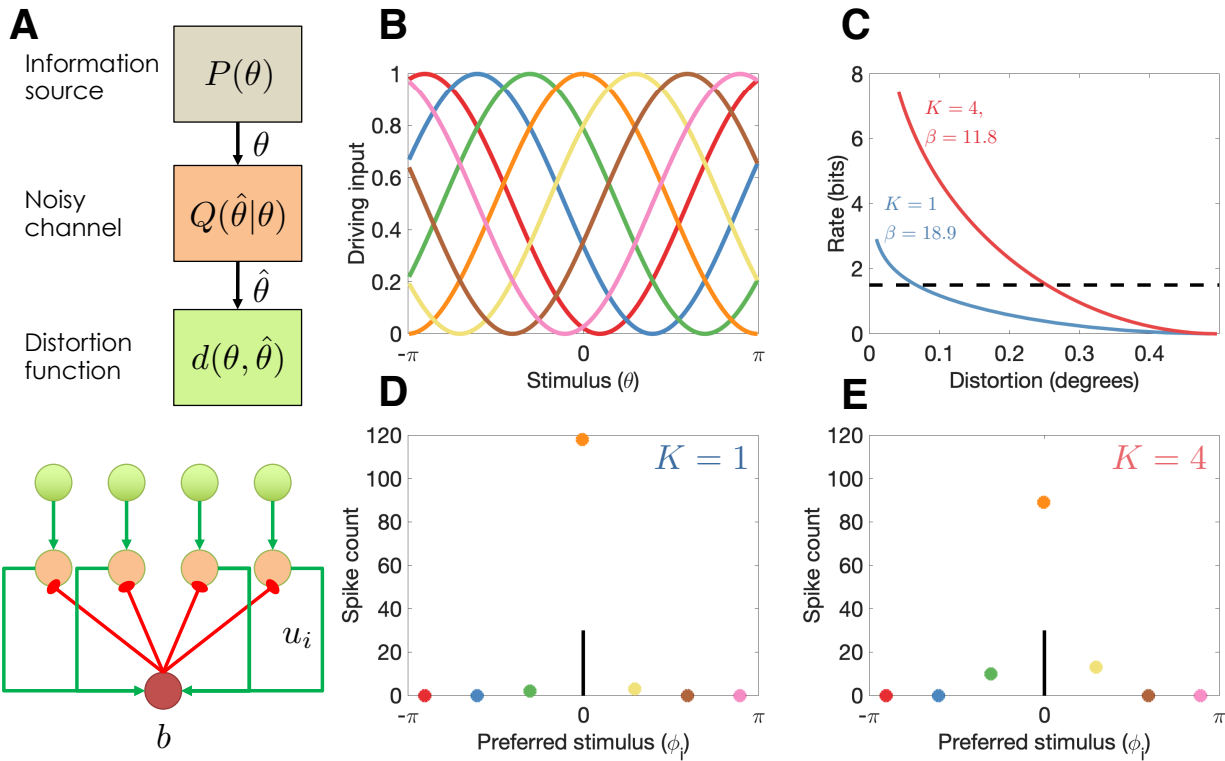 A
Information
source
P(θ)
θ
Noisy
channel
Q(θ̂|θ)
θ̂
Distortion
function
d(θ, θ̂)
u_i
b
B
Driving input
1
0.8
0.6
0.4
0.2
0
-π
0
π
Stimulus (θ)
C
Rate (bits)
8
6
4
2
0
K = 4,
β = 11.8
K = 1
β = 18.9
0
0.1
0.2
0.3
0.4
Distortion (degrees)
D
K = 1
Spike count
120
100
80
60
40
20
0
-π
0
π
Preferred stimulus (ϕ_i)
E
K = 4
Spike count
120
100
80
60
40
20
0
-π
0
π
Preferred stimulus (ϕ_i)